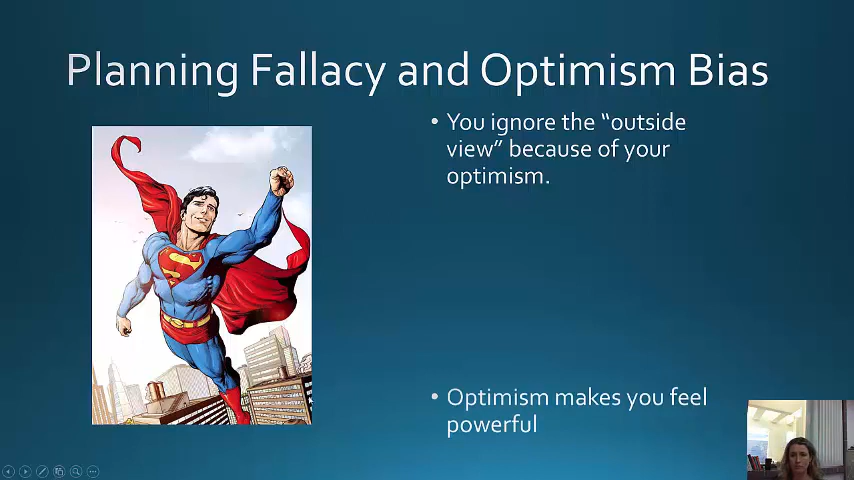 Planning Fallacy and Optimism Bias
• You ignore the “outside
view” because of your
optimism.
• Optimism makes you feel
powerful